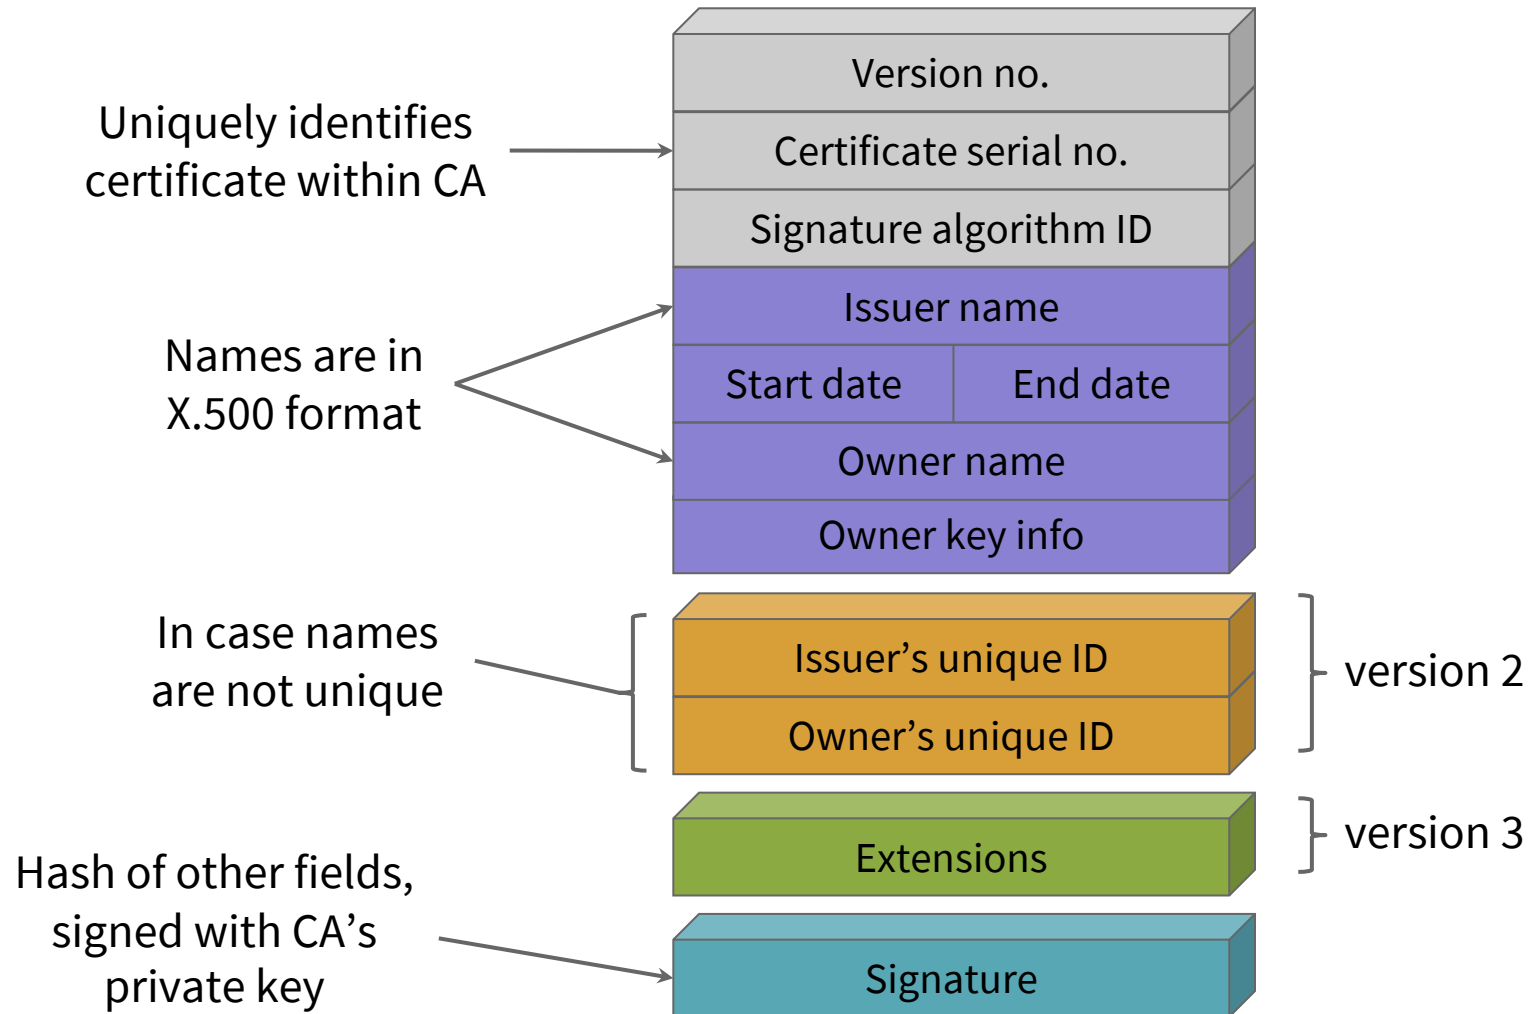 Version no.
Uniquely identifies
certificate within CA
Certificate serial no.
Signature algorithm ID
Names are in
X.500 format
Issuer name
Start date
End date
Owner name
Owner key info
In case names
are not unique
Issuer’s unique ID
Owner’s unique ID
version 2
Extensions
version 3
Hash of other fields,
signed with CA’s
private key
Signature